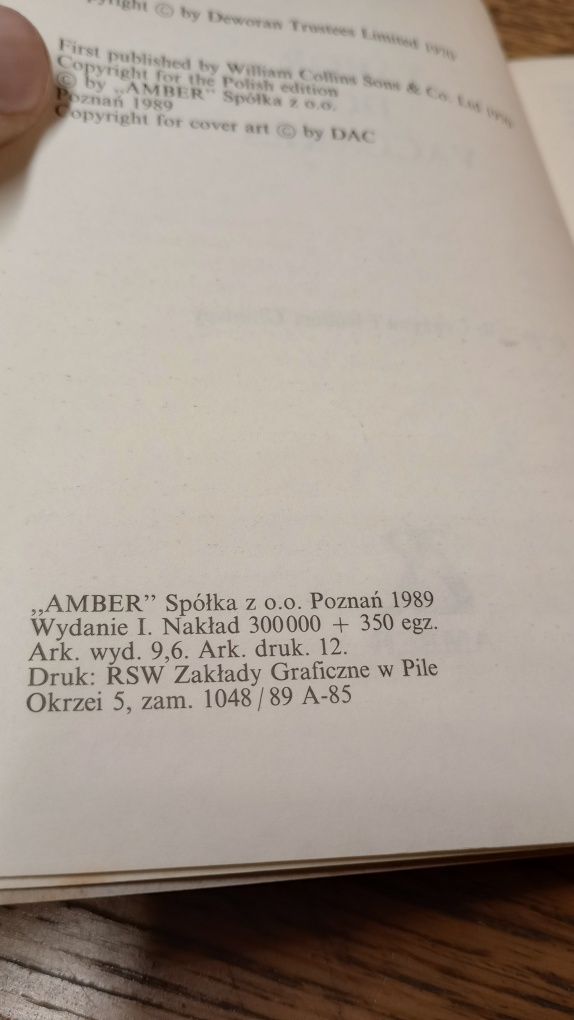 © by Deworan Trustees Limited
First published by William Collins Sons & Co. Ltd
Copyright for the Polish edition
© by „AMBER” Spółka z o.o.
Poznań 1989
Copyright for cover art © by DAC
„AMBER” Spółka z o.o. Poznań 1989
Wydanie I. Nakład 300000 + 350 egz.
Ark. wyd. 9,6. Ark. druk. 12.
Druk: RSW Zakłady Graficzne w Pile
Okrzei 5, zam. 1048/89 A-85